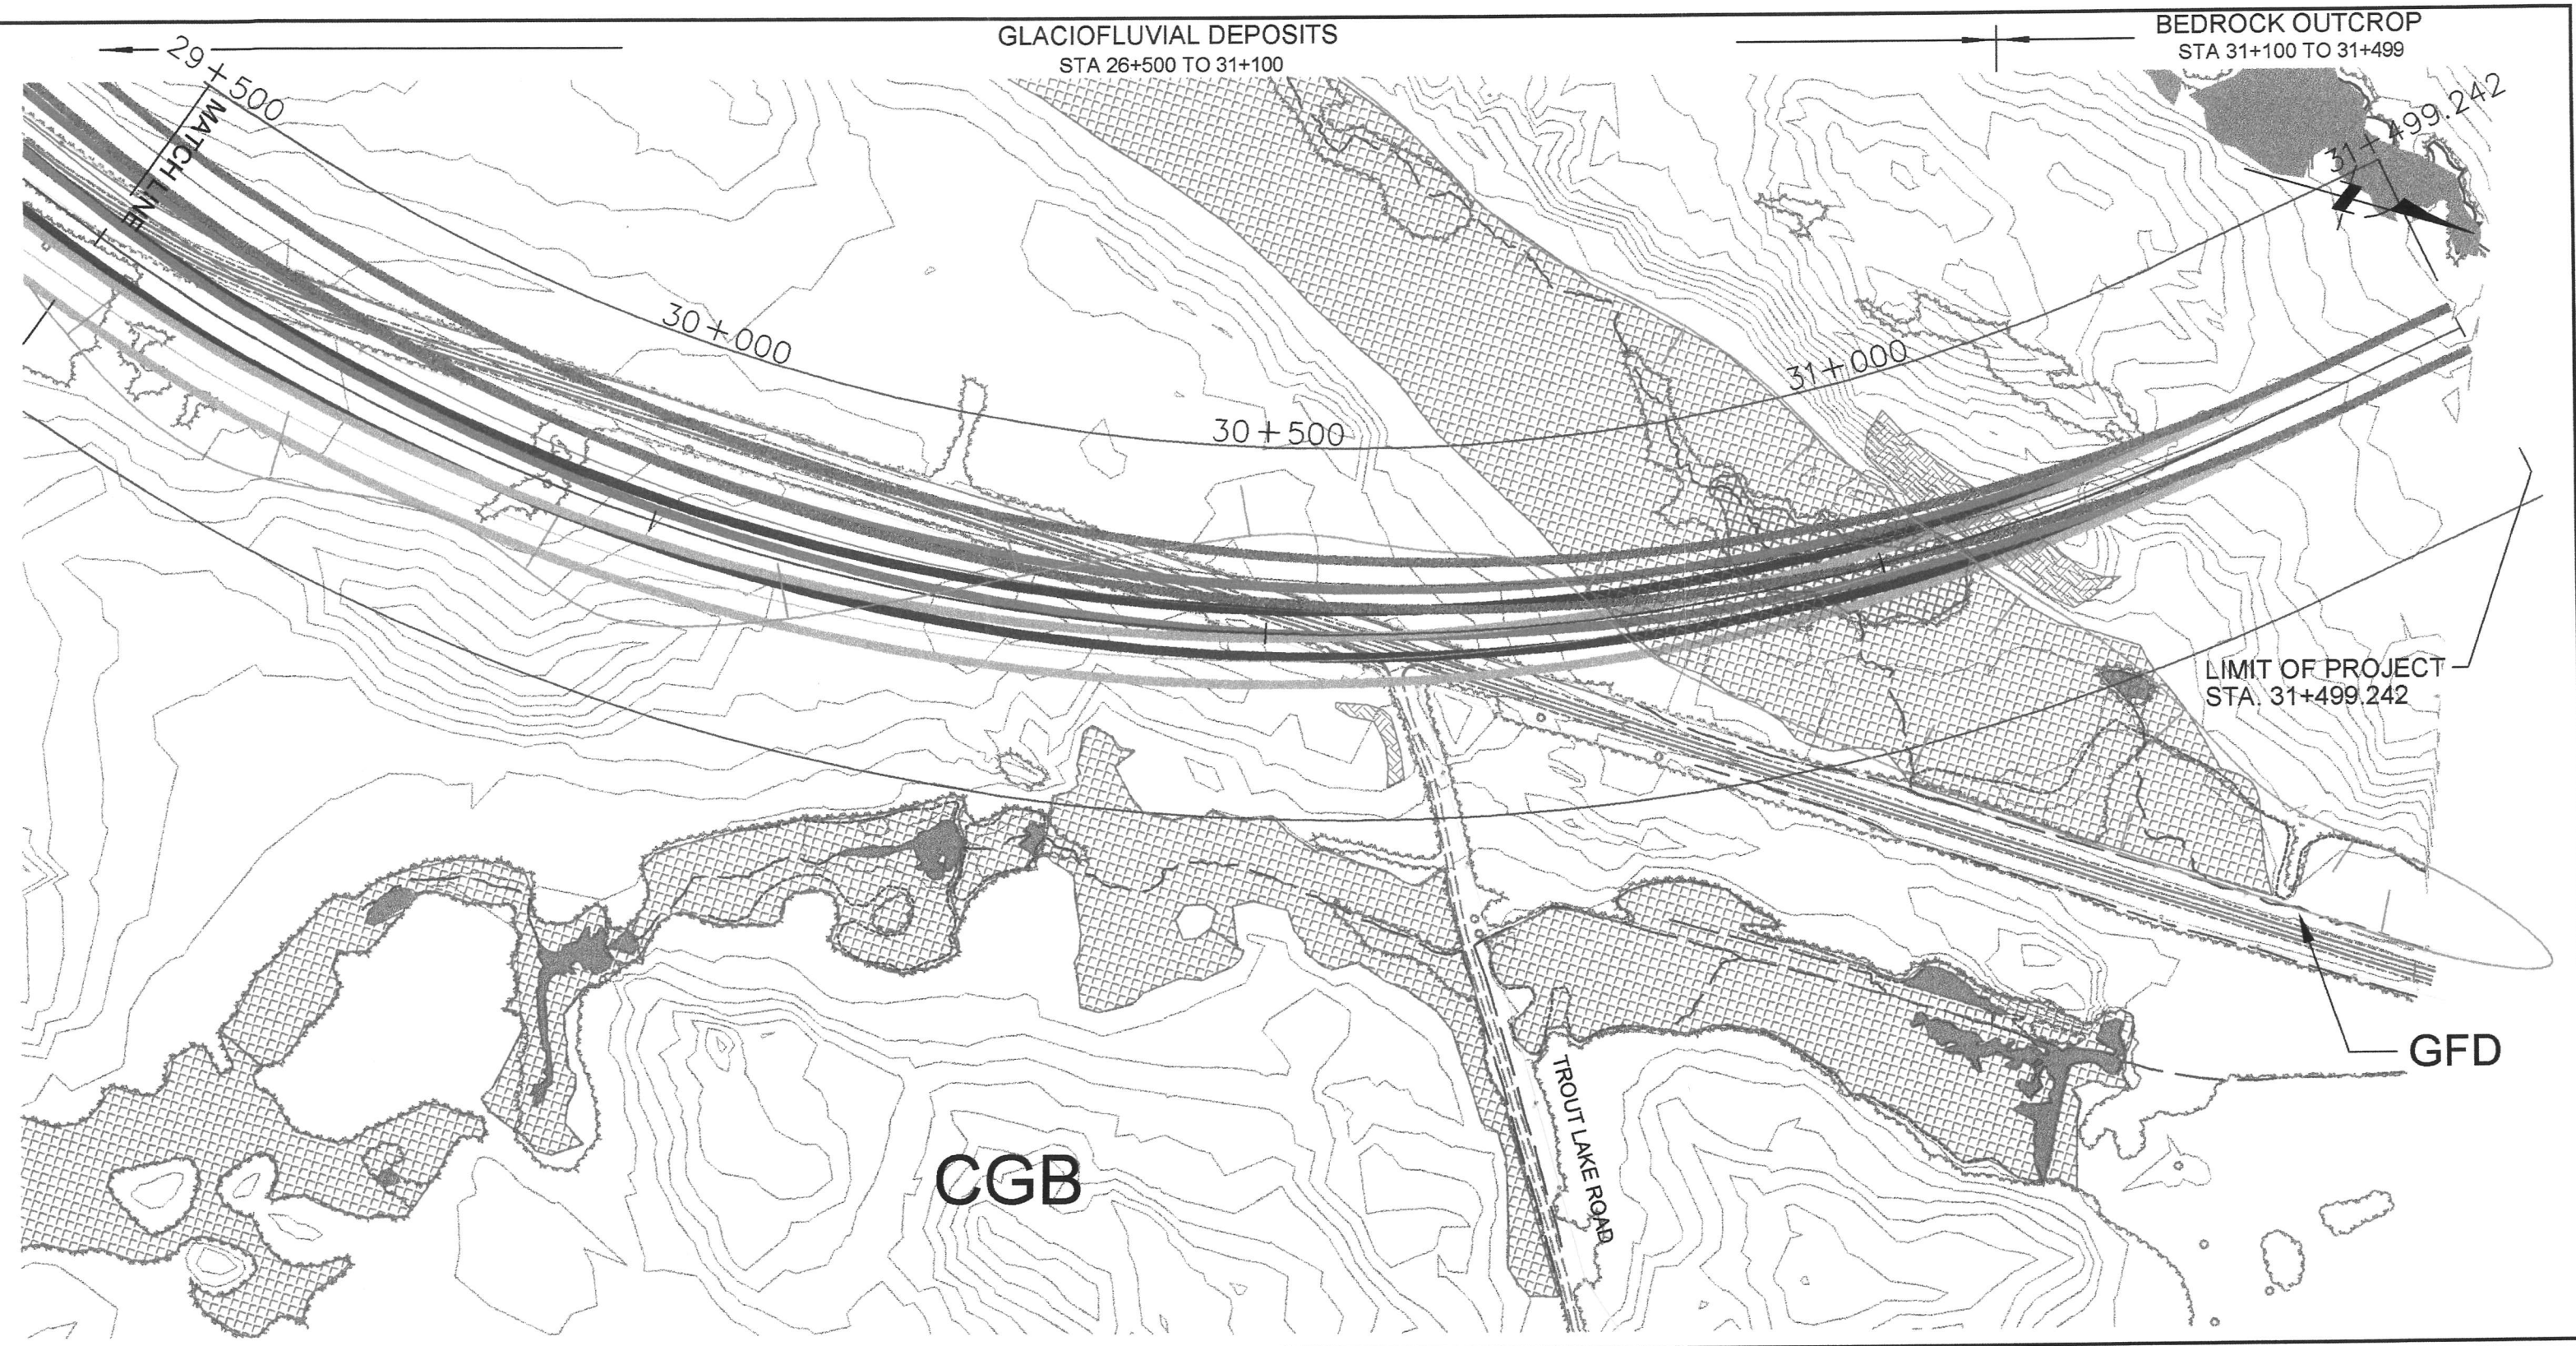 GLACIOFLUVIAL DEPOSITS
STA 26+500 TO 31+100
BEDROCK OUTCROP
STA 31+100 TO 31+499
29+500
MATCH LINE
31+499.242
30+000
30+500
31+000
LIMIT OF PROJECT
STA. 31+499.242
GFD
TROUT LAKE ROAD
CGB